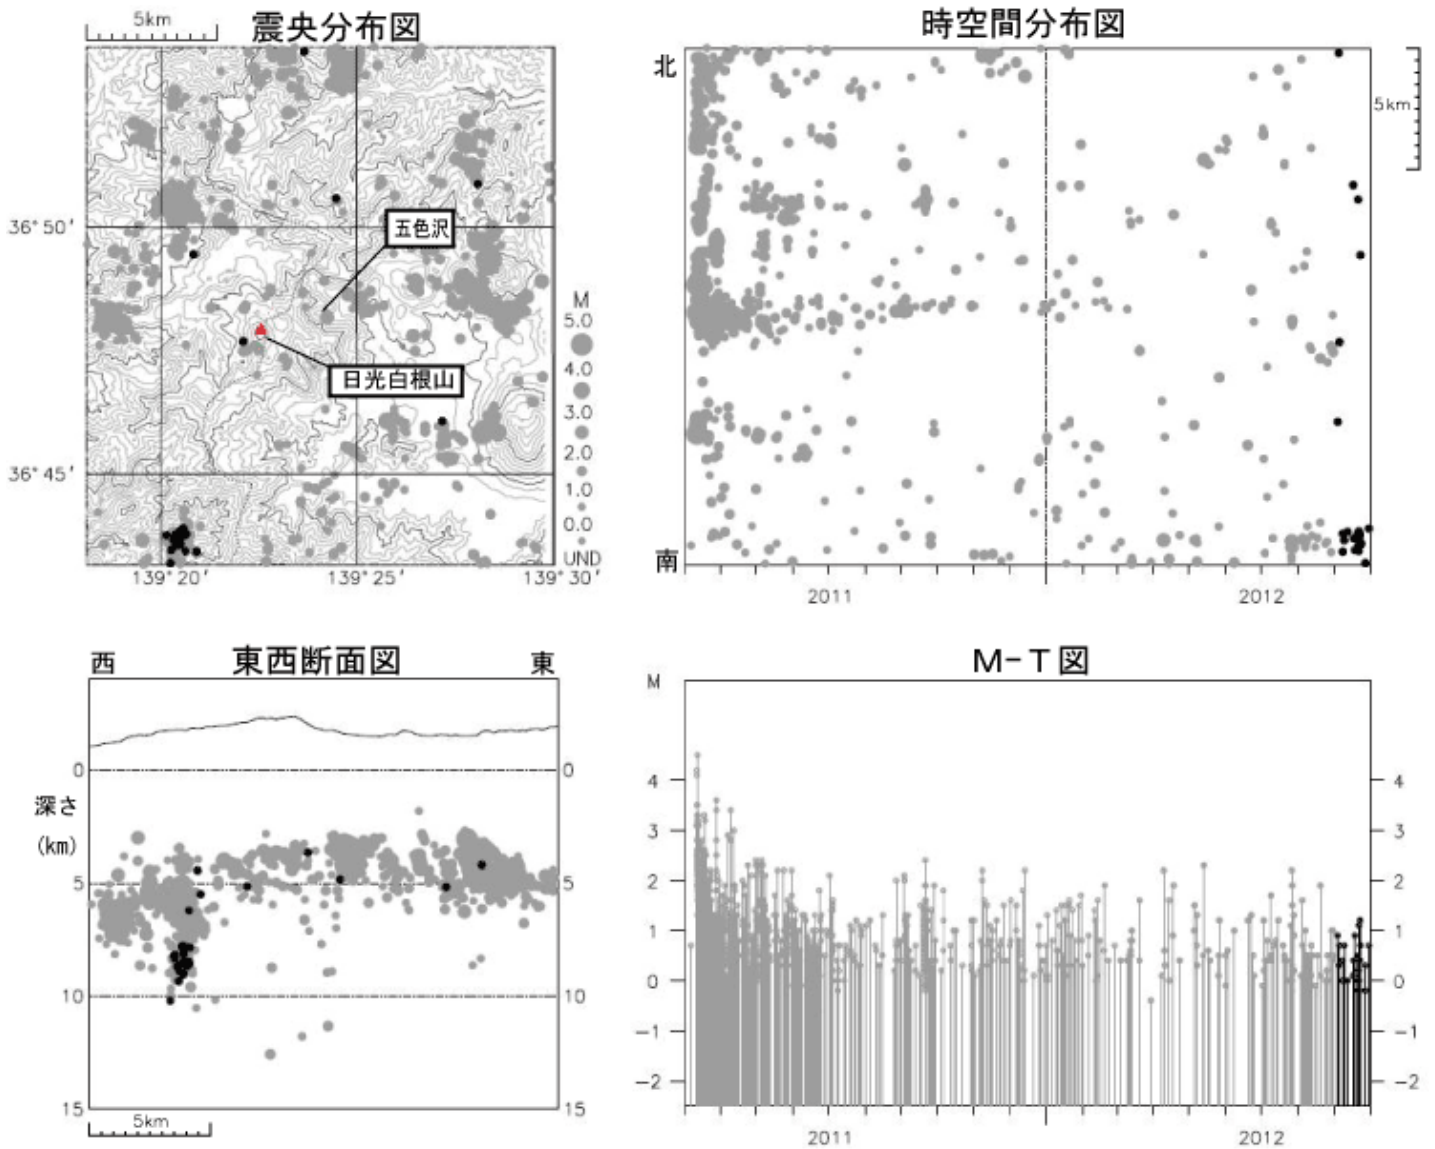 5km
震央分布図
五色沢
日光白根山
36°50′
36°45′
139°20′
139°25′
139°30′
M
5.0
4.0
3.0
2.0
1.0
0.0
UND
時空間分布図
北
南
5km
2011
2012
西
東西断面図
東
深さ
(km)
0
5
10
15
0
5
10
15
5km
M-T図
M
4
3
2
1
0
-1
-2
4
3
2
1
0
-1
-2
2011
2012